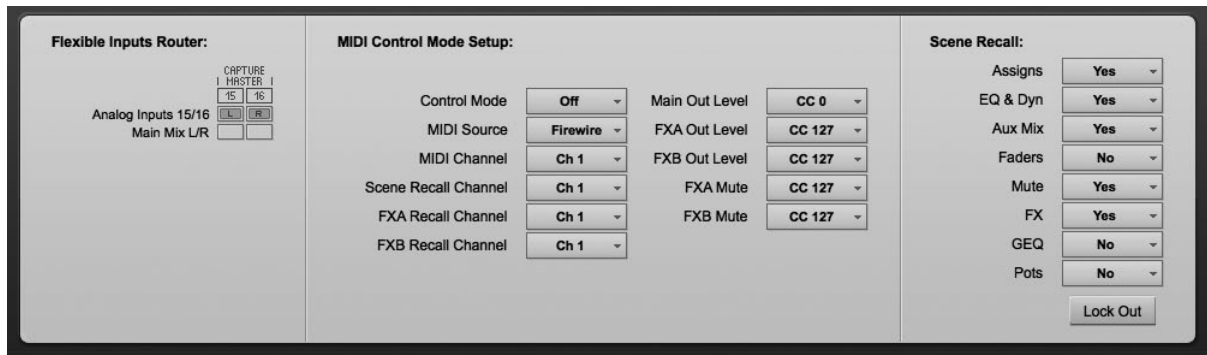 Flexible Inputs Router:
CAPTURE
MASTER
15 16
Analog Inputs 15/16 L R
Main Mix L/R
MIDI Control Mode Setup:
Control Mode Off Main Out Level CC 0
MIDI Source Firewire FXA Out Level CC 127
MIDI Channel Ch 1 FXB Out Level CC 127
Scene Recall Channel Ch 1 FXA Mute CC 127
FXA Recall Channel Ch 1 FXB Mute CC 127
FXB Recall Channel Ch 1
Scene Recall:
Assigns Yes
EQ & Dyn Yes
Aux Mix Yes
Faders No
Mute Yes
FX Yes
GEQ No
Pots No
Lock Out